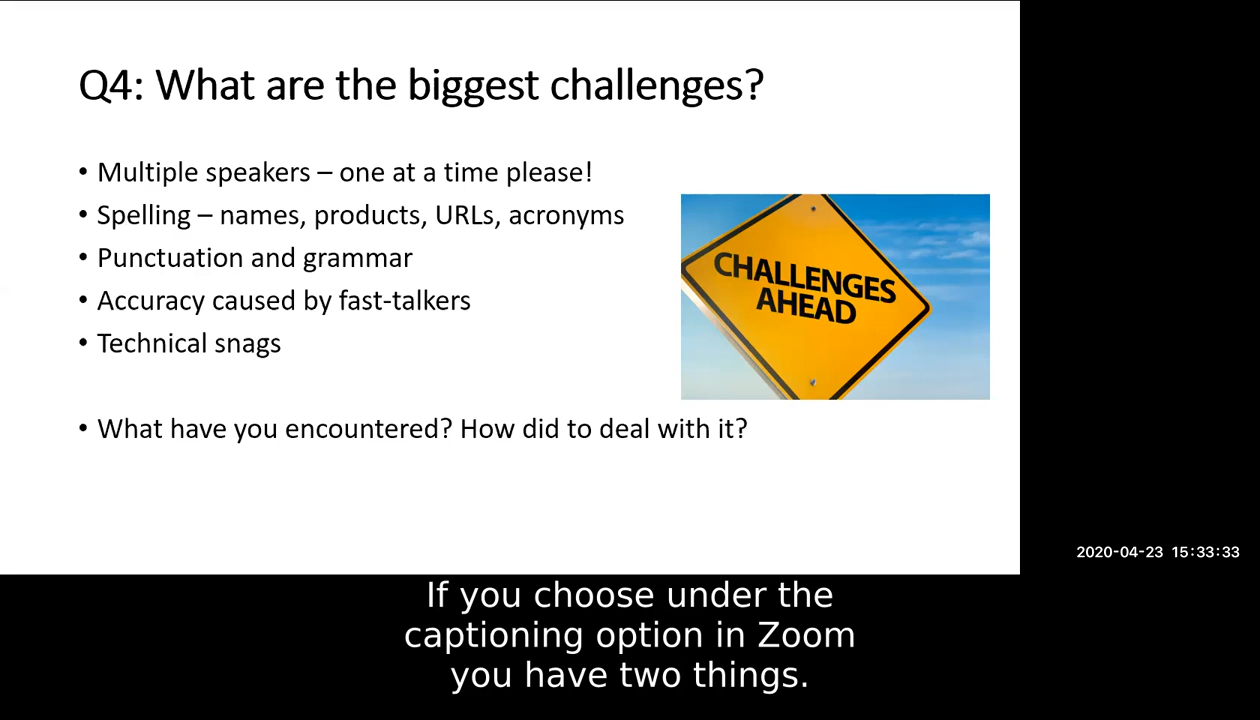 Q4: What are the biggest challenges?
• Multiple speakers – one at a time please!
• Spelling – names, products, URLs, acronyms
• Punctuation and grammar
• Accuracy caused by fast-talkers
• Technical snags
• What have you encountered? How did to deal with it?
CHALLENGES
AHEAD
2020-04-23 15:33:33
If you choose under the
captioning option in Zoom
you have two things.